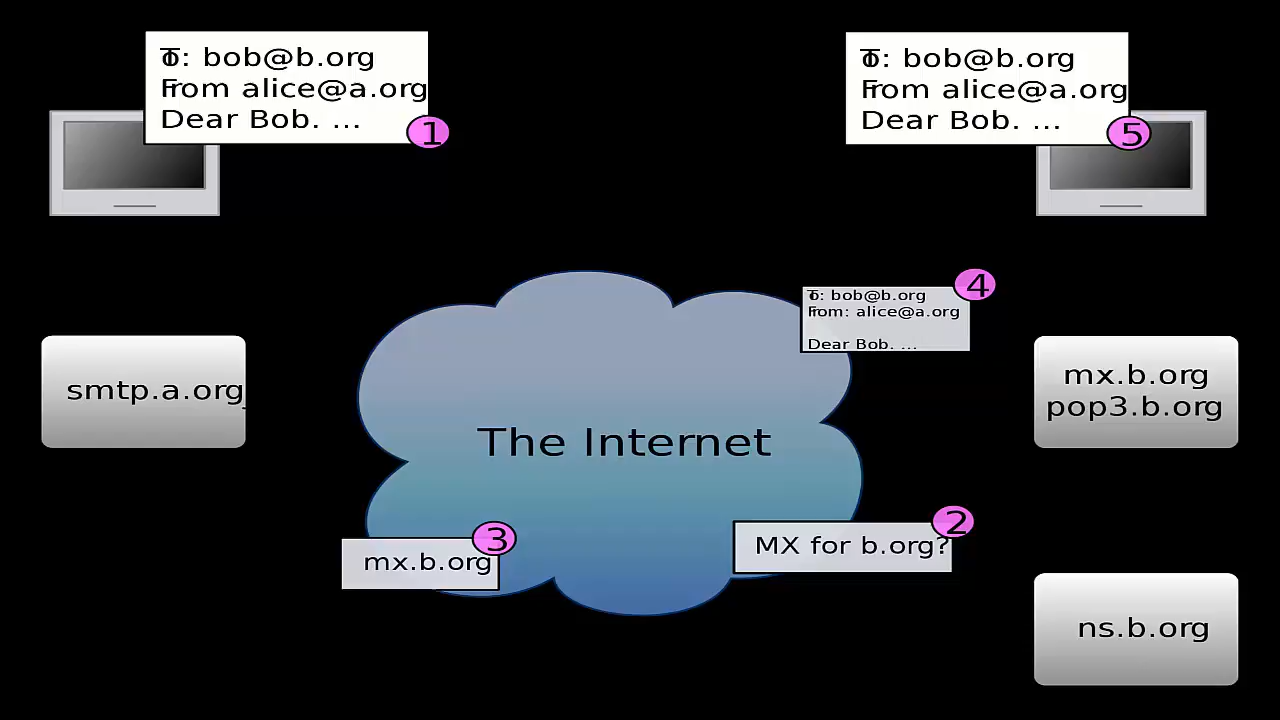 To: bob@b.org
From alice@a.org
Dear Bob. ...
1
To: bob@b.org
From alice@a.org
Dear Bob. ...
5
4
To: bob@b.org
From: alice@a.org
Dear Bob. ...
smtp.a.org
mx.b.org
pop3.b.org
The Internet
3
mx.b.org
2
MX for b.org?
ns.b.org